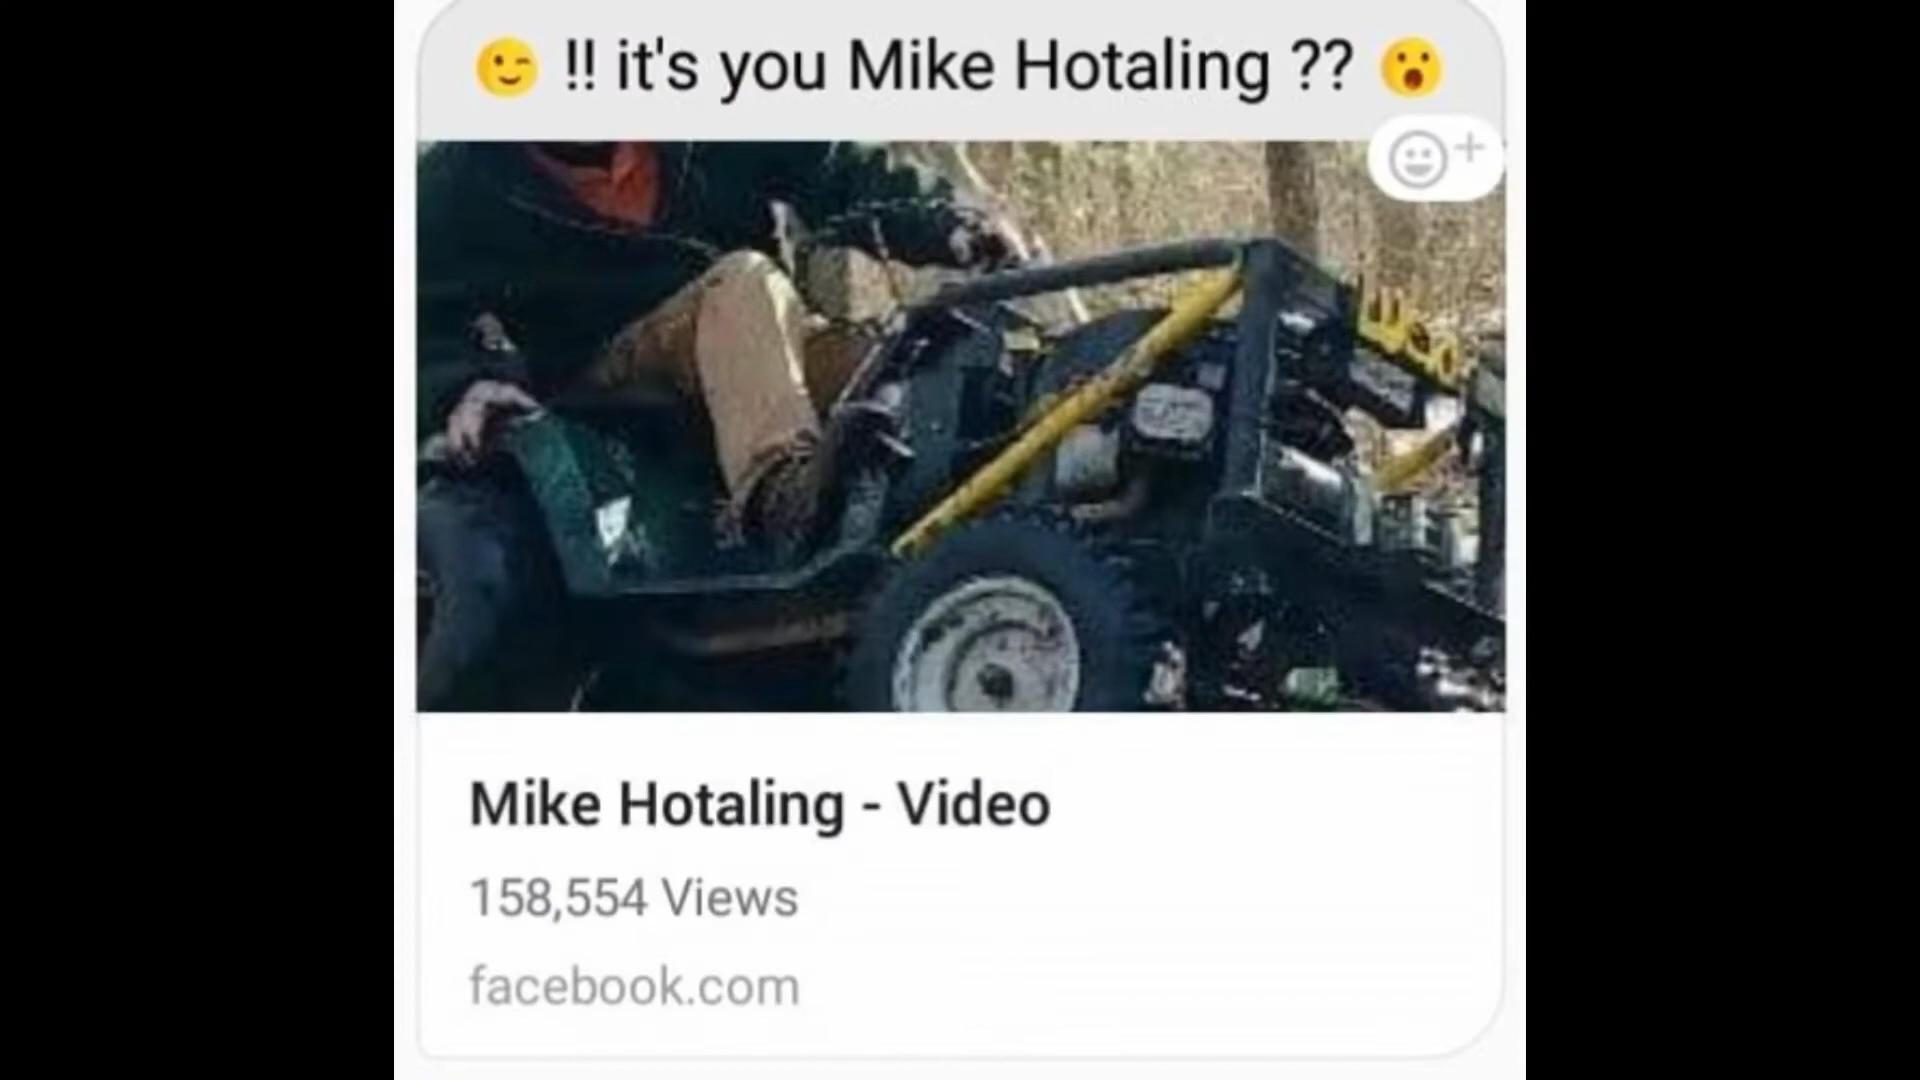 😉 !! it's you Mike Hotaling ?? 😮
Mike Hotaling - Video
158,554 Views
facebook.com